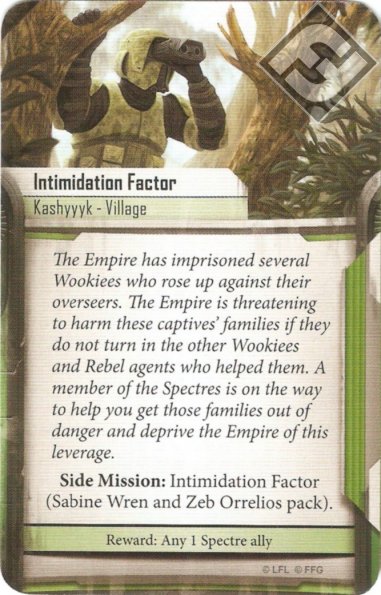 Intimidation Factor
Kashyyyk - Village
The Empire has imprisoned several
Wookiees who rose up against their
overseers. The Empire is threatening
to harm these captives' families if they
do not turn in the other Wookiees
and Rebel agents who helped them. A
member of the Spectres is on the way
to help you get those families out of
danger and deprive the Empire of this
leverage.
Side Mission: Intimidation Factor
(Sabine Wren and Zeb Orrelios pack).
Reward: Any 1 Spectre ally
© LFL © FFG